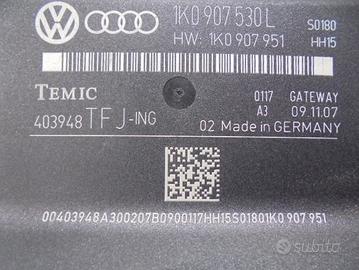 1K0 907 530 L S0180
HW: 1K0 907 951 HH15
TEMIC 0117 GATEWAY
403948 TFJ-ING A3 09.11.07
02 Made in GERMANY
00403948A300207B0900117HH15S01801K0 907 951
subito